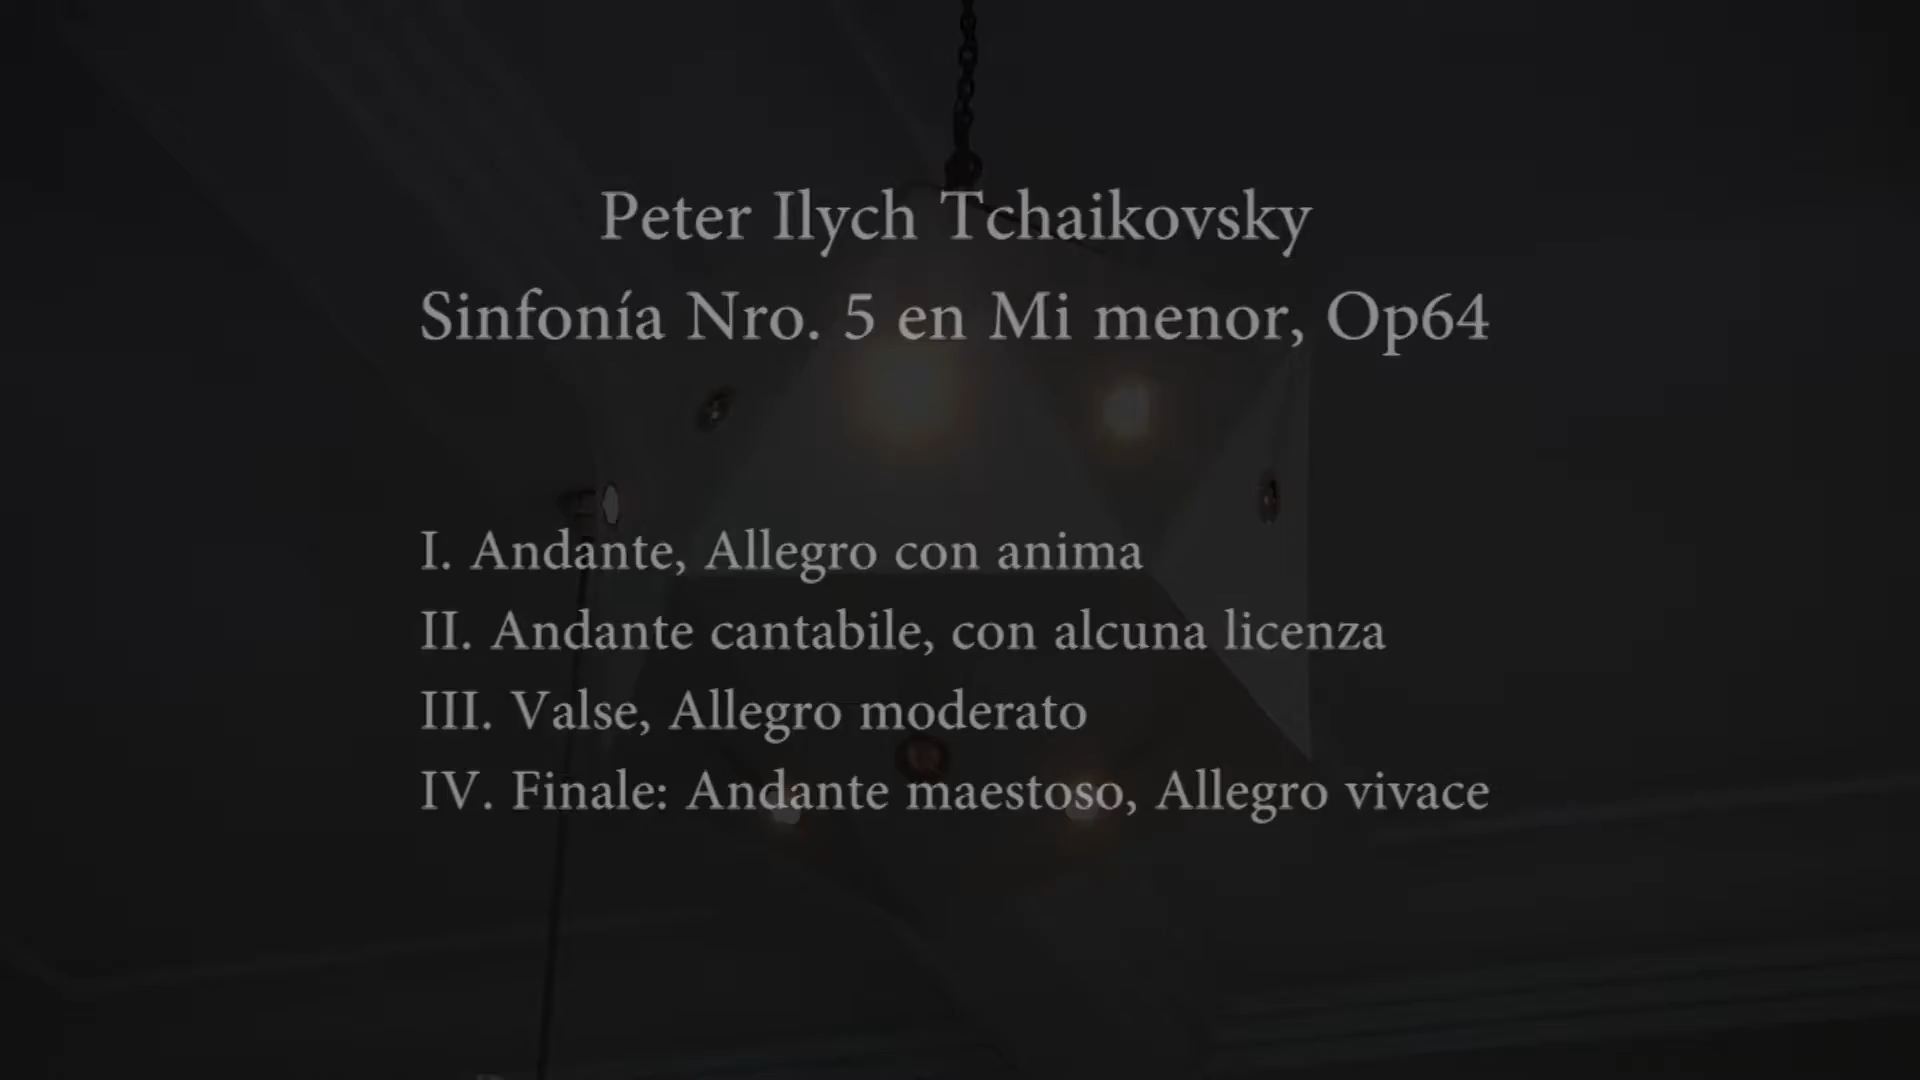 Peter Ilych Tchaikovsky
Sinfonía Nro. 5 en Mi menor, Op64
I. Andante, Allegro con anima
II. Andante cantabile, con alcuna licenza
III. Valse, Allegro moderato
IV. Finale: Andante maestoso, Allegro vivace